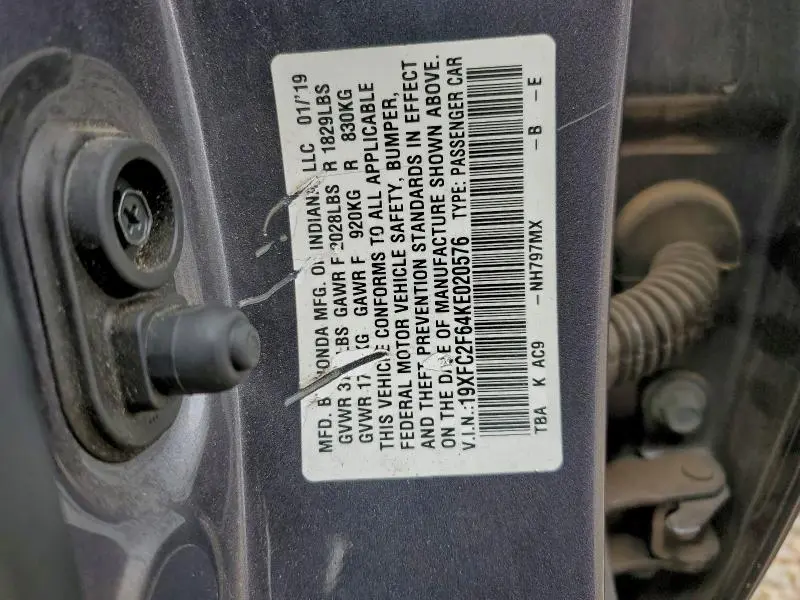 MFD. B HONDA MFG. OF INDIANA LLC 01/'19
GVWR LBS GAWR F 2028LBS R 1829LBS
GVWR KG GAWR F 920KG R 830KG
THIS VEHICLE CONFORMS TO ALL APPLICABLE
FEDERAL MOTOR VEHICLE SAFETY, BUMPER,
AND THEFT PREVENTION STANDARDS IN EFFECT
ON THE DATE OF MANUFACTURE SHOWN ABOVE.
V.I.N.:19XFC2F64KE020576 TYPE: PASSENGER CAR
TBA K AC9 –NH797MX –B –E